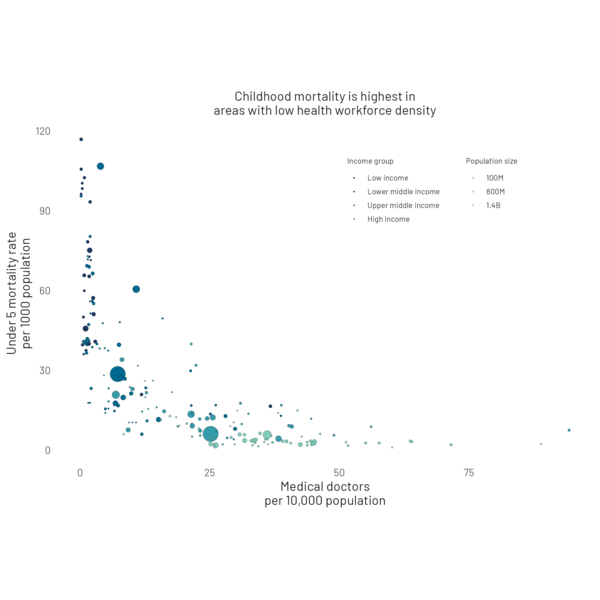 Childhood mortality is highest in
areas with low health workforce density
Income group
Low income
Lower middle income
Upper middle income
High income
Population size
100M
800M
1.4B
Under 5 mortality rate
per 1000 population
120
90
60
30
0
0
25
50
75
Medical doctors
per 10,000 population